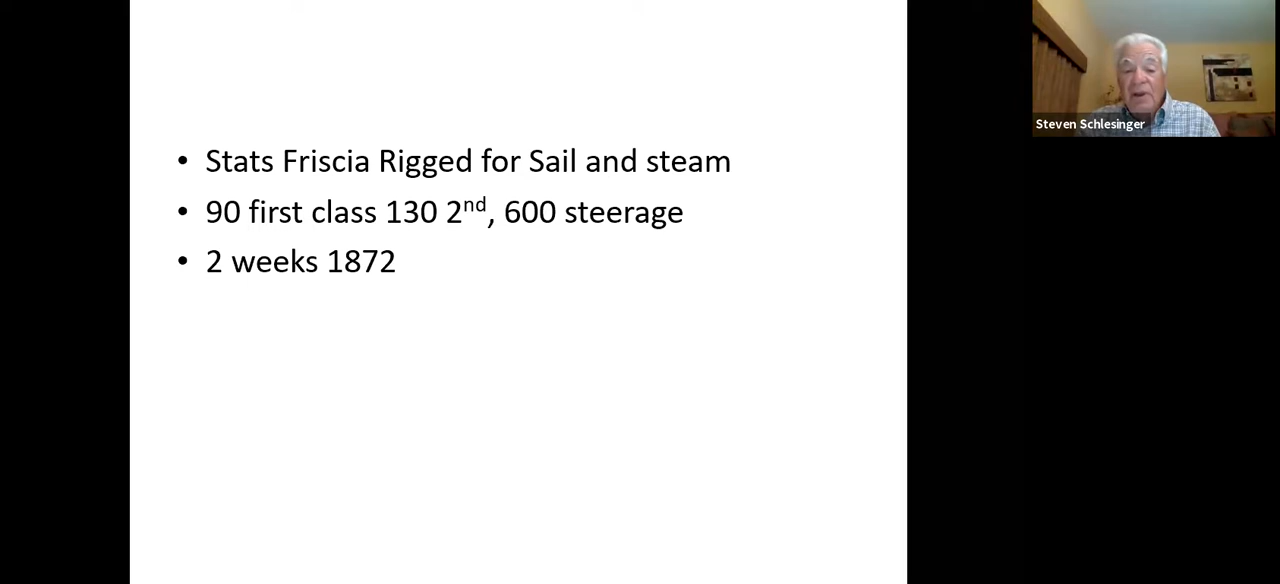 • Stats Friscia Rigged for Sail and steam
• 90 first class 130 2nd, 600 steerage
• 2 weeks 1872
Steven Schlesinger